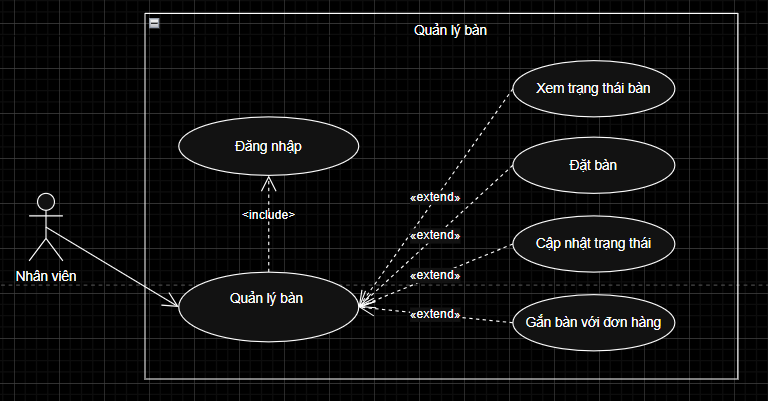 Quản lý bàn
Xem trạng thái bàn
Đăng nhập
Đặt bàn
«extend»
<include>
«extend»
Cập nhật trạng thái
Nhân viên
«extend»
Quản lý bàn
«extend»
Gắn bàn với đơn hàng